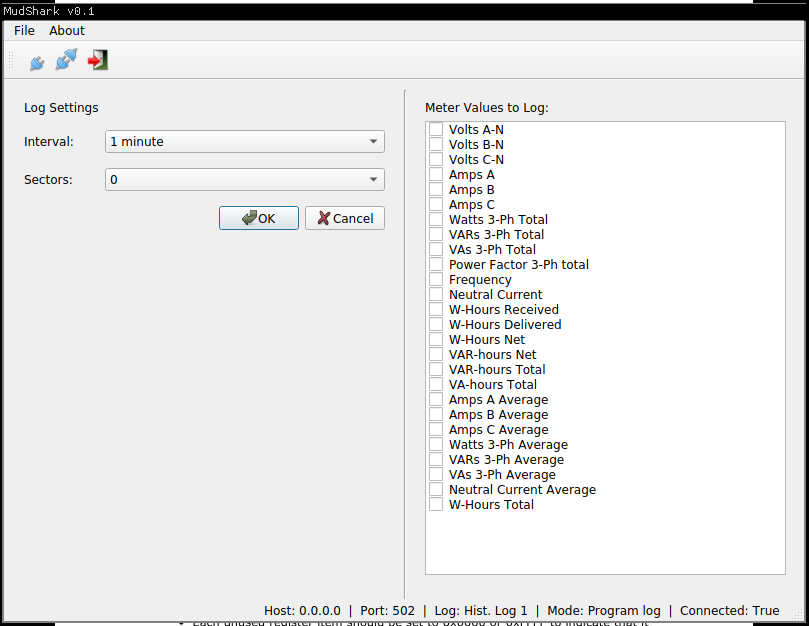 MudShark v0.1
File About
Log Settings
Interval: 1 minute
Sectors: 0
OK Cancel
Meter Values to Log:
Volts A-N
Volts B-N
Volts C-N
Amps A
Amps B
Amps C
Watts 3-Ph Total
VARs 3-Ph Total
VAs 3-Ph Total
Power Factor 3-Ph total
Frequency
Neutral Current
W-Hours Received
W-Hours Delivered
W-Hours Net
VAR-hours Net
VAR-hours Total
VA-hours Total
Amps A Average
Amps B Average
Amps C Average
Watts 3-Ph Average
VARs 3-Ph Average
VAs 3-Ph Average
Neutral Current Average
W-Hours Total
Host: 0.0.0.0 | Port: 502 | Log: Hist. Log 1 | Mode: Program log | Connected: True